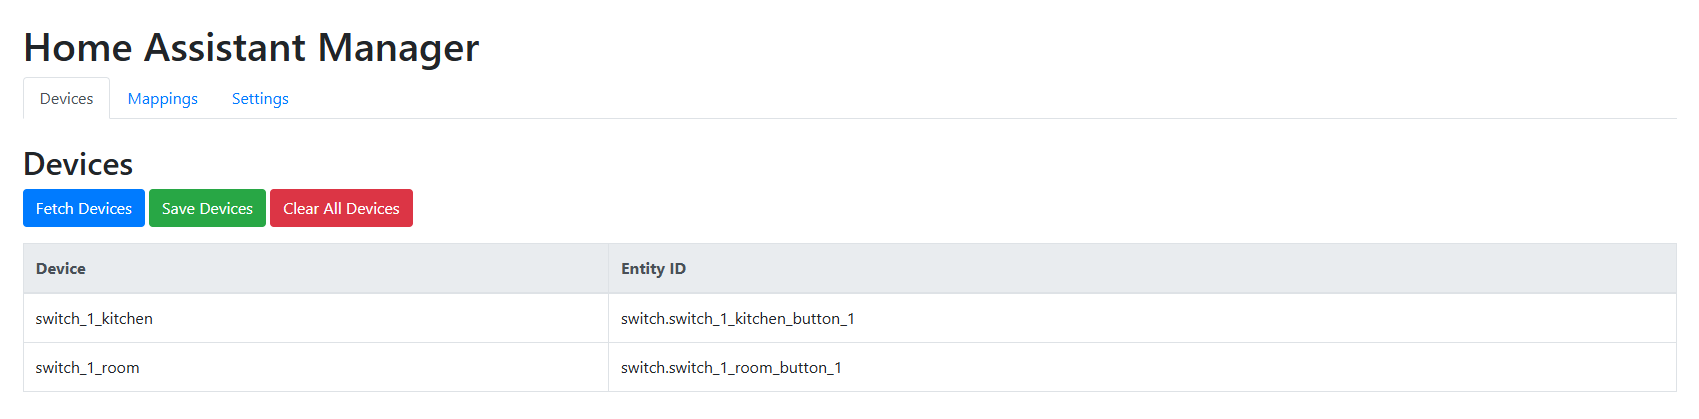 Home Assistant Manager
Devices Mappings Settings
Devices
Fetch Devices Save Devices Clear All Devices
Device Entity ID
switch_1_kitchen switch.switch_1_kitchen_button_1
switch_1_room switch.switch_1_room_button_1